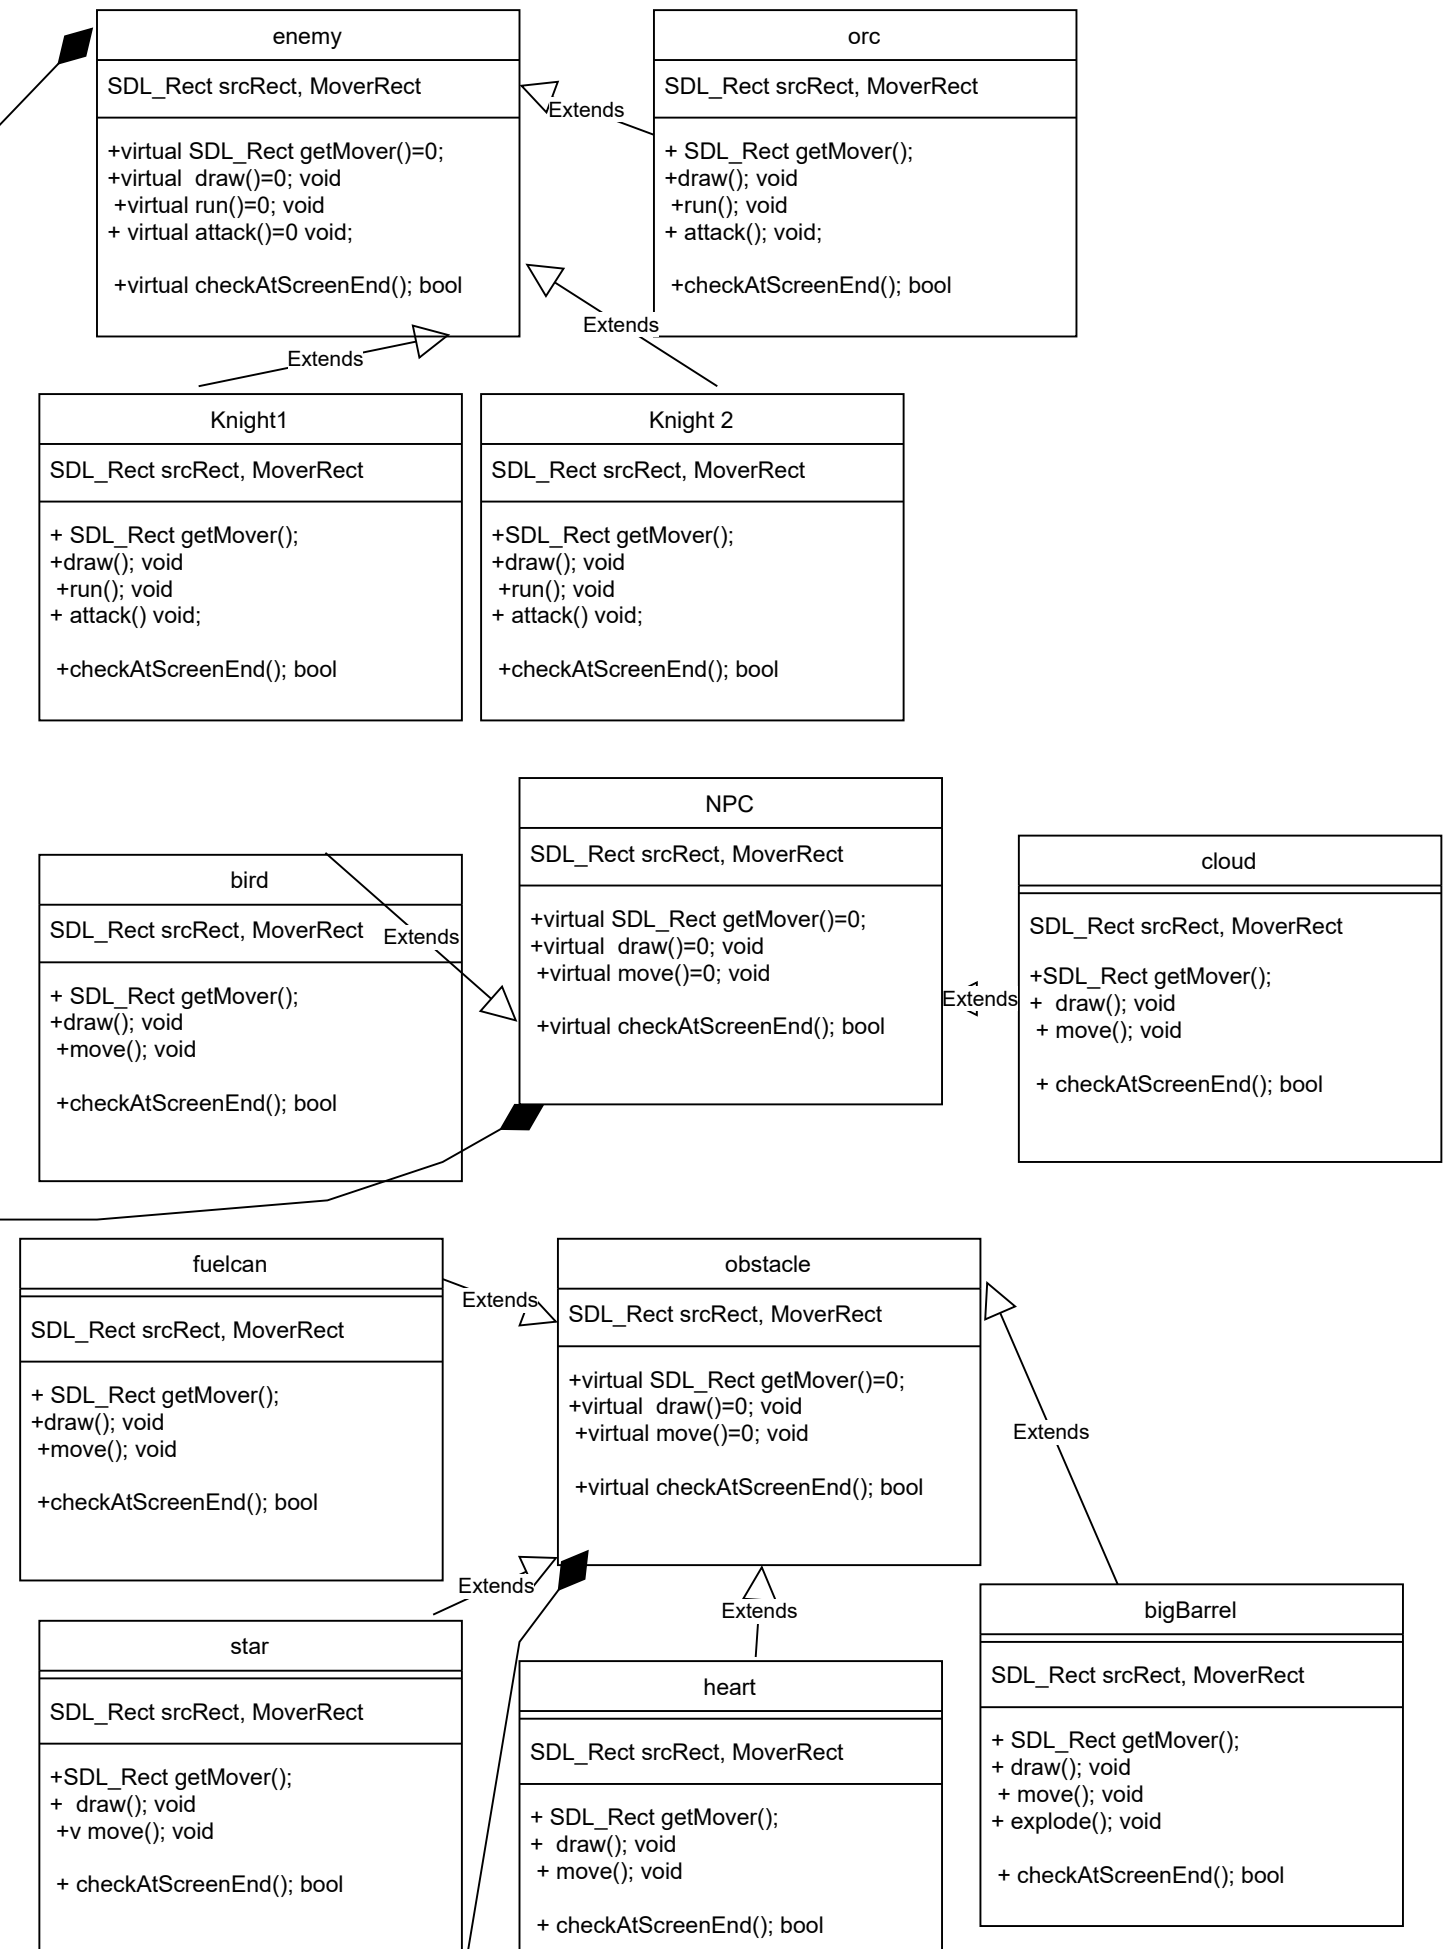 enemy
SDL_Rect srcRect, MoverRect
+virtual SDL_Rect getMover()=0;
+virtual  draw()=0; void
+virtual run()=0; void
+ virtual attack()=0 void;
+virtual checkAtScreenEnd(); bool
Extends
orc
SDL_Rect srcRect, MoverRect
+ SDL_Rect getMover();
+draw(); void
+run(); void
+ attack(); void;
+checkAtScreenEnd(); bool
Extends
Extends
Knight1
SDL_Rect srcRect, MoverRect
+ SDL_Rect getMover();
+draw(); void
+run(); void
+ attack() void;
+checkAtScreenEnd(); bool
Knight 2
SDL_Rect srcRect, MoverRect
+SDL_Rect getMover();
+draw(); void
+run(); void
+ attack() void;
+checkAtScreenEnd(); bool
bird
SDL_Rect srcRect, MoverRect
+ SDL_Rect getMover();
+draw(); void
+move(); void
+checkAtScreenEnd(); bool
Extends
NPC
SDL_Rect srcRect, MoverRect
+virtual SDL_Rect getMover()=0;
+virtual  draw()=0; void
+virtual move()=0; void
+virtual checkAtScreenEnd(); bool
Extends
cloud
SDL_Rect srcRect, MoverRect
+SDL_Rect getMover();
+  draw(); void
+ move(); void
+ checkAtScreenEnd(); bool
fuelcan
SDL_Rect srcRect, MoverRect
+ SDL_Rect getMover();
+draw(); void
+move(); void
+checkAtScreenEnd(); bool
Extends
obstacle
SDL_Rect srcRect, MoverRect
+virtual SDL_Rect getMover()=0;
+virtual  draw()=0; void
+virtual move()=0; void
+virtual checkAtScreenEnd(); bool
Extends
Extends
Extends
star
SDL_Rect srcRect, MoverRect
+SDL_Rect getMover();
+  draw(); void
+v move(); void
+ checkAtScreenEnd(); bool
heart
SDL_Rect srcRect, MoverRect
+ SDL_Rect getMover();
+  draw(); void
+ move(); void
+ checkAtScreenEnd(); bool
bigBarrel
SDL_Rect srcRect, MoverRect
+ SDL_Rect getMover();
+ draw(); void
+ move(); void
+ explode(); void
+ checkAtScreenEnd(); bool